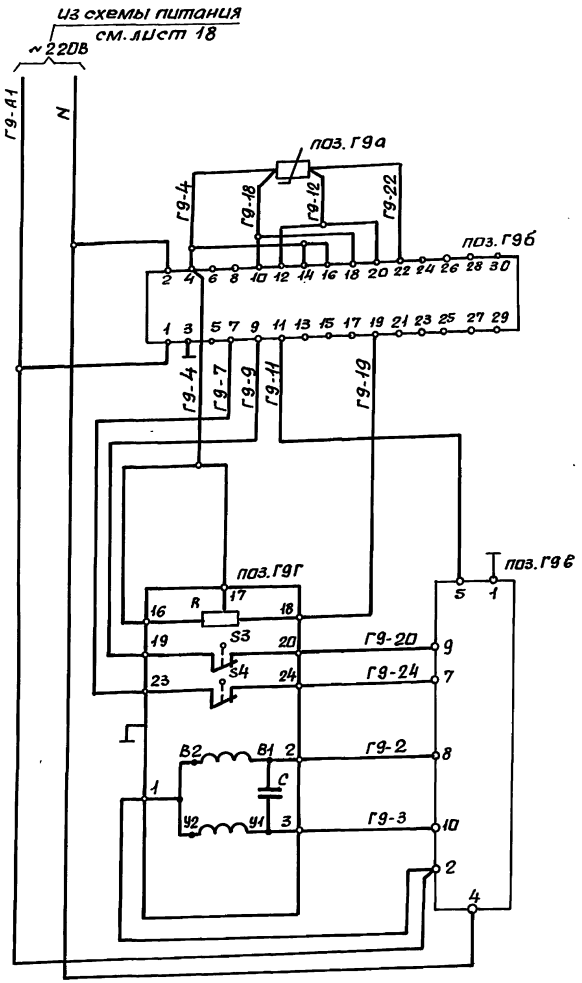 из схемы питания
см. лист 18
~220В
Г9-А1
N
поз. Г9а
Г9-4
Г9-18
Г9-12
Г9-22
поз. Г9б
2 4 6 8 10 12 14 16 18 20 22 24 26 28 30
1 3 5 7 9 11 13 15 17 19 21 23 25 27 29
Г9-4
Г9-7
Г9-9
Г9-11
Г9-19
поз. Г9г
поз. Г9в
17
5 1
16 R 18
19 S3 20 Г9-20 9
23 S4 24 Г9-24 7
В2 В1 2 Г9-2 8
1 С
У2 У1 3 Г9-3 10
2
4